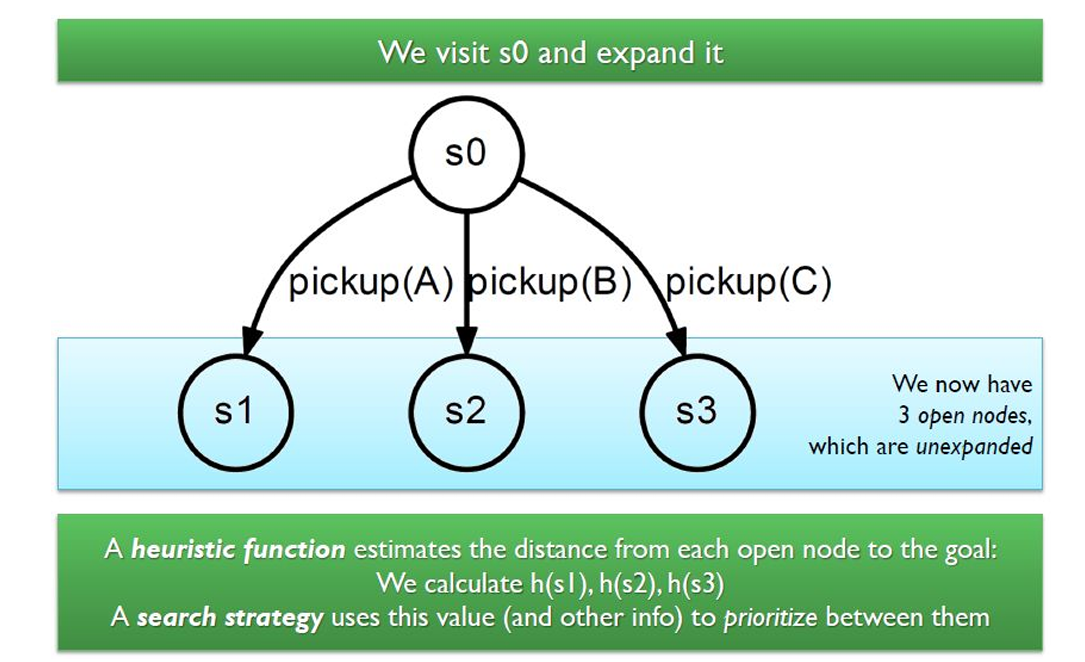 We visit s0 and expand it
s0
pickup(A) pickup(B) pickup(C)
s1 s2 s3
We now have
3 open nodes,
which are unexpanded
A heuristic function estimates the distance from each open node to the goal:
We calculate h(s1), h(s2), h(s3)
A search strategy uses this value (and other info) to prioritize between them